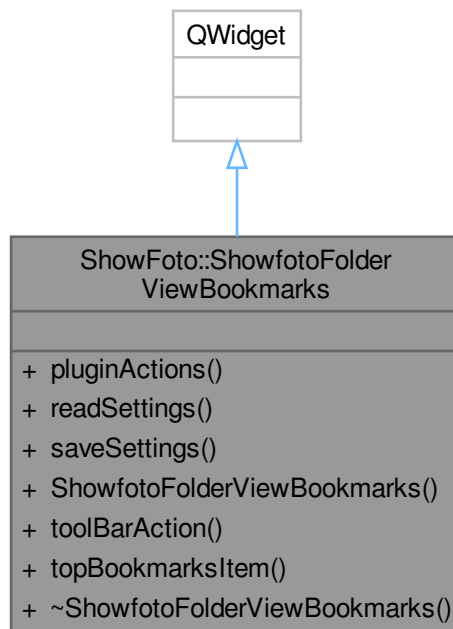 QWidget
ShowFoto::ShowfotoFolder
ViewBookmarks
+ pluginActions()
+ readSettings()
+ saveSettings()
+ ShowfotoFolderViewBookmarks()
+ toolBarAction()
+ topBookmarksItem()
+ ~ShowfotoFolderViewBookmarks()